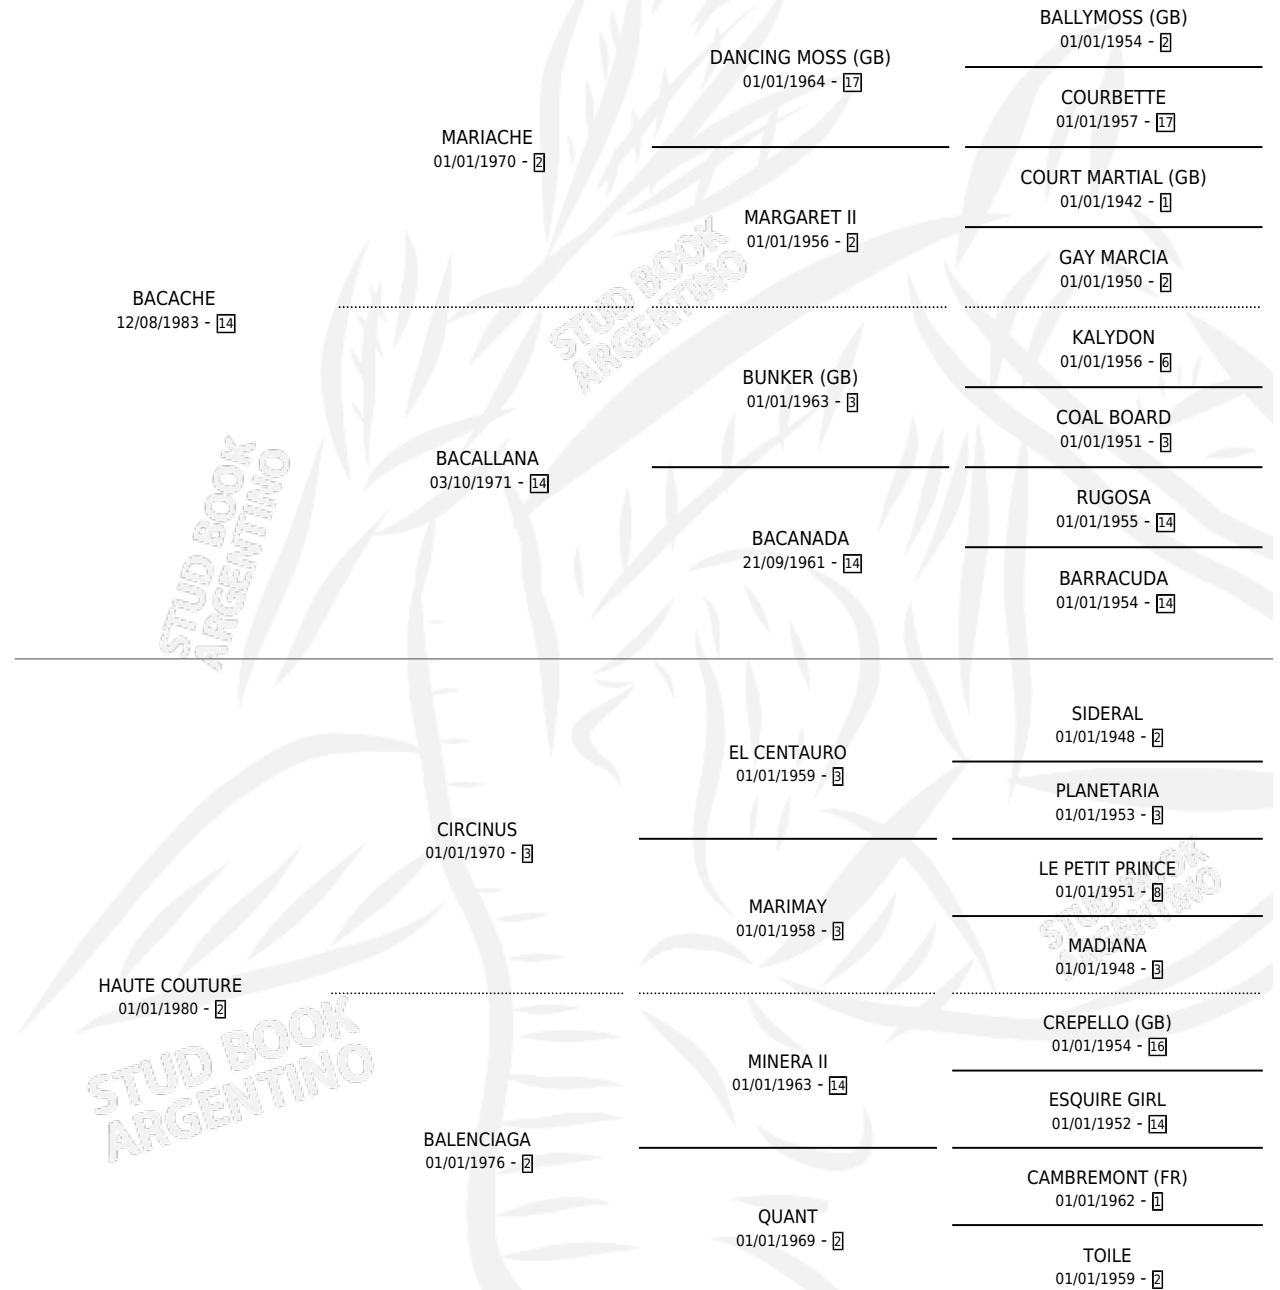 BALLYMOSS (GB)
01/01/1954 - 2
DANCING MOSS (GB)
01/01/1964 - 17
COURBETTE
01/01/1957 - 17
MARIACHE
01/01/1970 - 2
COURT MARTIAL (GB)
01/01/1942 - 1
MARGARET II
01/01/1956 - 2
GAY MARCIA
01/01/1950 - 2
BACACHE
12/08/1983 - 14
KALYDON
01/01/1956 - 6
BUNKER (GB)
01/01/1963 - 3
COAL BOARD
01/01/1951 - 3
BACALLANA
03/10/1971 - 14
RUGOSA
01/01/1955 - 14
BACANADA
21/09/1961 - 14
BARRACUDA
01/01/1954 - 14
SIDERAL
01/01/1948 - 2
EL CENTAURO
01/01/1959 - 3
PLANETARIA
01/01/1953 - 3
CIRCINUS
01/01/1970 - 3
LE PETIT PRINCE
01/01/1951 - 8
MARIMAY
01/01/1958 - 3
MADIANA
01/01/1948 - 3
HAUTE COUTURE
01/01/1980 - 2
CREPELLO (GB)
01/01/1954 - 16
MINERA II
01/01/1963 - 14
ESQUIRE GIRL
01/01/1952 - 14
BALENCIAGA
01/01/1976 - 2
CAMBREMONT (FR)
01/01/1962 - 1
QUANT
01/01/1969 - 2
TOILE
01/01/1959 - 2
STUD BOOK
ARGENTINO
STUD BOOK
ARGENTINO
STUD BOOK
ARGENTINO
STUD BOOK
ARGENTINO